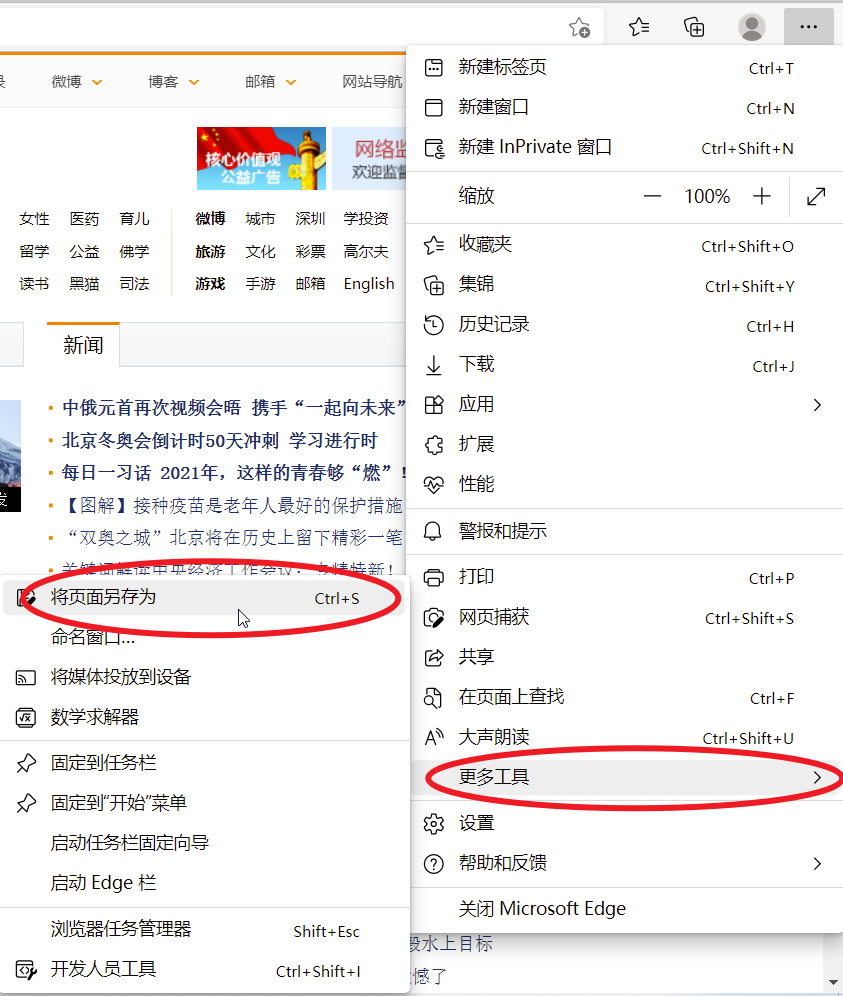 微博
博客
邮箱
网站导航
核心价值观
公益广告
网络监
欢迎监督
女性 医药 育儿 微博 城市 深圳 学投资
留学 公益 佛学 旅游 文化 彩票 高尔夫
读书 黑猫 司法 游戏 手游 邮箱 English
新闻
中俄元首再次视频会晤 携手“一起向未来”
北京冬奥会倒计时50天冲刺 学习进行时
每日一习话 2021年，这样的青春够“燃”！
【图解】接种疫苗是老年人最好的保护措施
“双奥之城”北京将在历史上留下精彩一笔
发
新建标签页 Ctrl+T
新建窗口 Ctrl+N
新建 InPrivate 窗口 Ctrl+Shift+N
缩放 — 100% +
收藏夹 Ctrl+Shift+O
集锦 Ctrl+Shift+Y
历史记录 Ctrl+H
下载 Ctrl+J
应用
扩展
性能
警报和提示
打印 Ctrl+P
网页捕获 Ctrl+Shift+S
共享
在页面上查找 Ctrl+F
大声朗读 Ctrl+Shift+U
更多工具
设置
帮助和反馈
关闭 Microsoft Edge
将页面另存为 Ctrl+S
命名窗口...
将媒体投放到设备
数学求解器
固定到任务栏
固定到“开始”菜单
启动任务栏固定向导
启动 Edge 栏
浏览器任务管理器 Shift+Esc
开发人员工具 Ctrl+Shift+I
水上目标
憾了